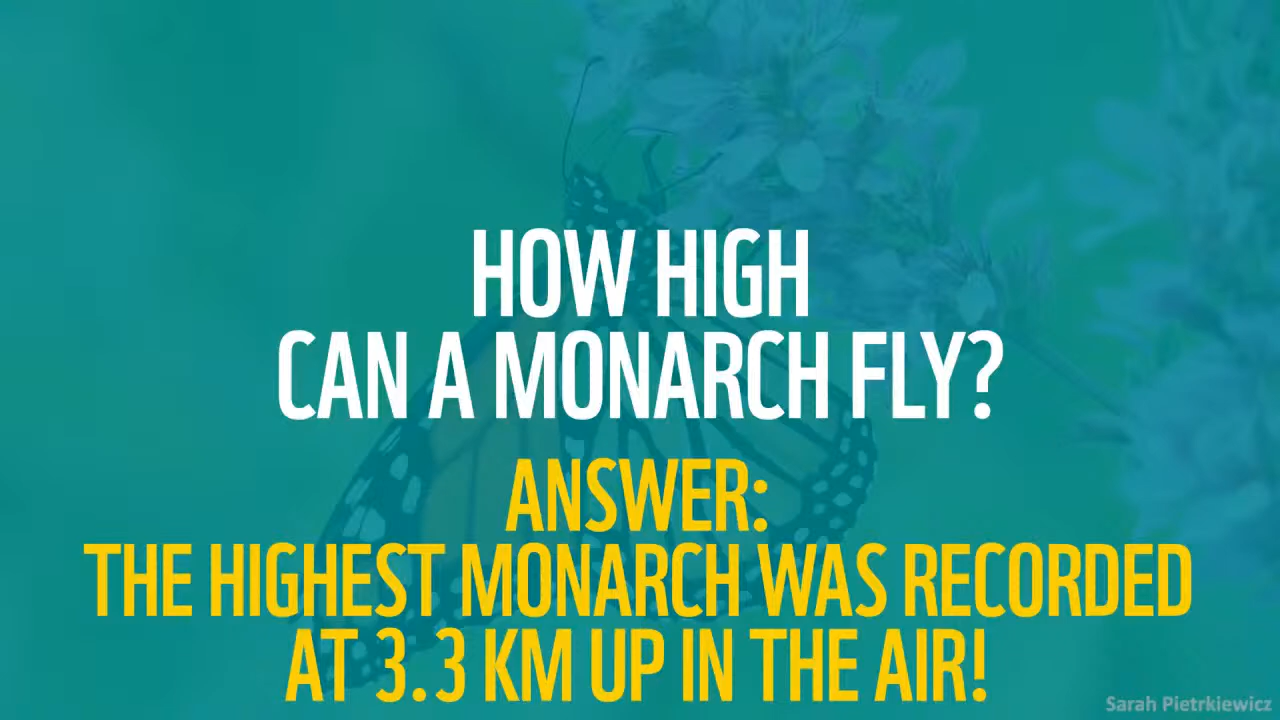 HOW HIGH
CAN A MONARCH FLY?
ANSWER:
THE HIGHEST MONARCH WAS RECORDED
AT 3.3 KM UP IN THE AIR!
Sarah Pietrkiewicz